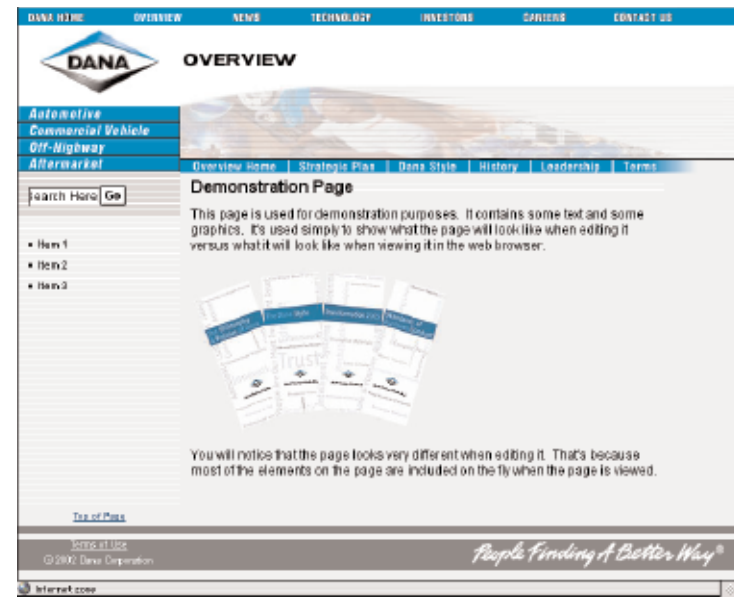 DANA HOME OVERVIEW NEWS TECHNOLOGY INVESTORS CAREERS CONTACT US
DANA
OVERVIEW
Automotive
Commercial Vehicle
Off-Highway
Aftermarket
Overview Home | Strategic Plan | Dana Style | History | Leadership | Terms
Search Here Go
Item 1
Item 2
Item 3
Demonstration Page
This page is used for demonstration purposes. It contains some text and some
graphics. It's used simply to show what the page will look like when editing it
versus what it will look like when viewing it in the web browser.
Trust
You will notice that the page looks very different when editing it. That's because
most of the elements on the page are included on the fly when the page is viewed.
Top of Page
Terms of Use
© 2002 Dana Corporation
People Finding A Better Way®
Internet zone